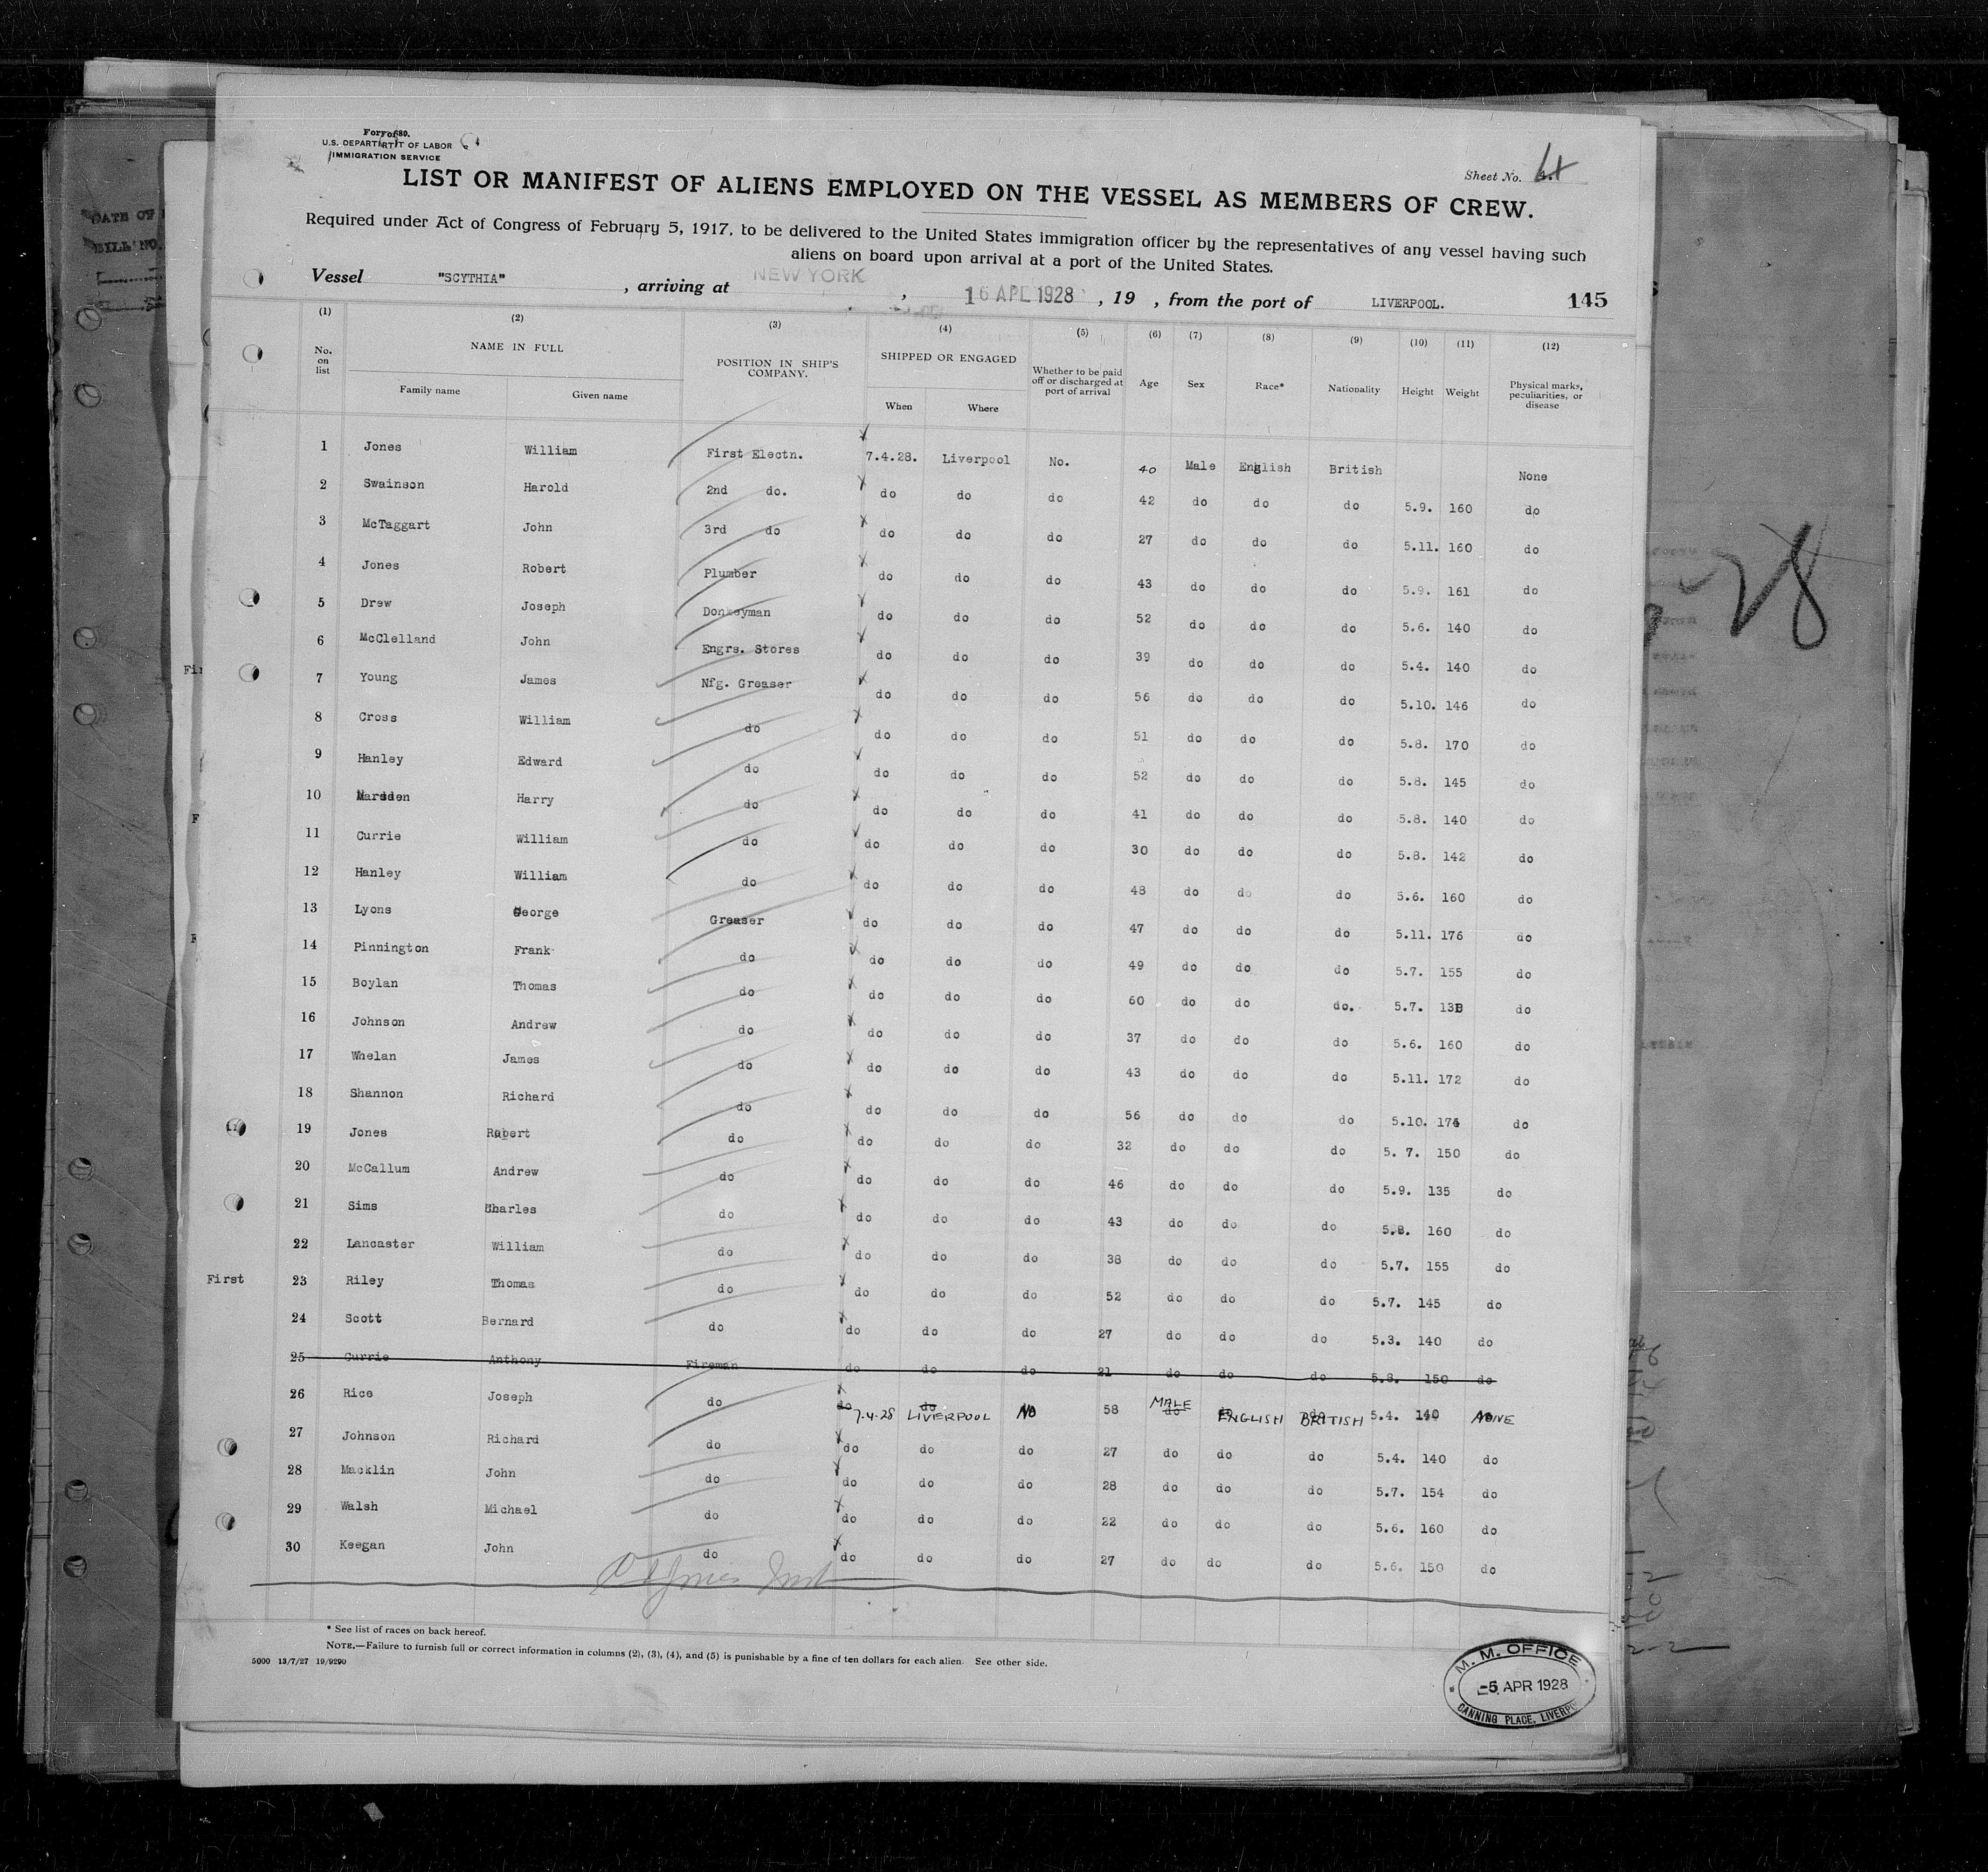 U.S. DEPARTMENT OF LABOR
IMMIGRATION SERVICE
Sheet No.
LIST OR MANIFEST OF ALIENS EMPLOYED ON THE VESSEL AS MEMBERS OF CREW.
Required under Act of Congress of February 5, 1917, to be delivered to the United States immigration officer by the representatives of any vessel having such
aliens on board upon arrival at a port of the United States.
Vessel "SCYTHIA" , arriving at NEW YORK , 16 APL 1928 , 19 , from the port of LIVERPOOL. 145
(1) (2) (3) (4) (5) (6) (7) (8) (9) (10) (11) (12)
No. on list NAME IN FULL Family name Given name POSITION IN SHIP'S COMPANY. SHIPPED OR ENGAGED When Where Whether to be paid off or discharged at port of arrival Age Sex Race* Nationality Height Weight Physical marks, peculiarities, or disease
1 Jones William First Electn. 7.4.28. Liverpool No. 40 Male English British None
2 Swainson Harold 2nd do. do do do 42 do do do 5.9. 160 do
3 McTaggart John 3rd do do do do 27 do do do 5.11. 160 do
4 Jones Robert Plumber do do do 43 do do do 5.9. 161 do
5 Drew Joseph Donkeyman do do do 52 do do do 5.6. 140 do
6 McClelland John Engrs. Stores do do do 39 do do do 5.4. 140 do
7 Young James Nfg. Greaser do do do 56 do do do 5.10. 146 do
8 Cross William do do do do 51 do do do 5.8. 170 do
9 Hanley Edward do do do do 52 do do do 5.8. 145 do
10 Marsden Harry do do do do 41 do do do 5.8. 140 do
11 Currie William do do do do 30 do do do 5.8. 142 do
12 Hanley William do do do do 48 do do do 5.6. 160 do
13 Lyons George Greaser do do do 47 do do do 5.11. 176 do
14 Pinnington Frank do do do do 49 do do do 5.7. 155 do
15 Boylan Thomas do do do do 60 do do do. 5.7. do
16 Johnson Andrew do do do do 37 do do do 5.6. 160 do
17 Whelan James do do do do 43 do do do 5.11. 172 do
18 Shannon Richard do do do do 56 do do do 5.10. do
19 Jones Robert do do do do 32 do do do 5. 7. 150 do
20 McCallum Andrew do do do do 46 do do do 5.9. 135 do
21 Sims Charles do do do do 43 do do do 5.8. 160 do
22 Lancaster William do do do do 38 do do do 5.7. 155 do
First 23 Riley Thomas do do do do 52 do do do 5.7. 145 do
24 Scott Bernard do do do do 27 do do do 5.3. 140 do
25 Currie Anthony Fireman do do do 21 do do do 5.8. 150 do
26 Rice Joseph do do 7.4.28 do LIVERPOOL NO 58 MALE do ENGLISH BRITISH 5.4. 140 NONE
27 Johnson Richard do do do do 27 do do do 5.4. 140 do
28 Macklin John do do do do 28 do do do 5.7. 154 do
29 Walsh Michael do do do do 22 do do do 5.6. 160 do
30 Keegan John do do do do 27 do do do 5.6. 150 do
* See list of races on back hereof.
NOTE.—Failure to furnish full or correct information in columns (2), (3), (4), and (5) is punishable by a fine of ten dollars for each alien. See other side.
5000 13/7/27 19/9290
M. M. OFFICE
-5 APR 1928
CANNING PLACE, LIVERPOOL
DATE OF
BILL NO.
28